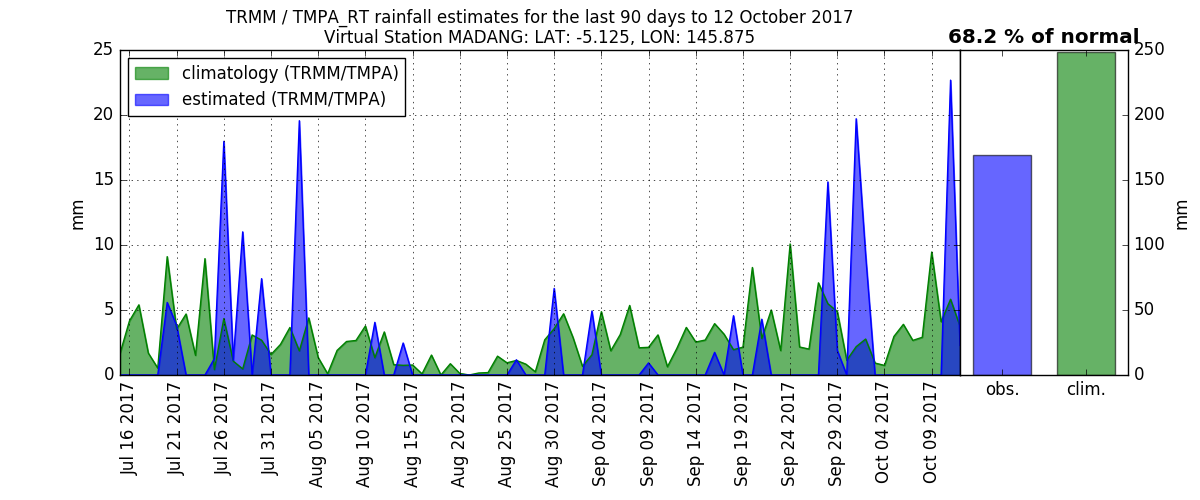 TRMM / TMPA_RT rainfall estimates for the last 90 days to 12 October 2017
Virtual Station MADANG: LAT: -5.125, LON: 145.875
68.2 % of normal
climatology (TRMM/TMPA)
estimated (TRMM/TMPA)
25
20
15
10
5
0
mm
250
200
150
100
50
0
mm
Jul 16 2017
Jul 21 2017
Jul 26 2017
Jul 31 2017
Aug 05 2017
Aug 10 2017
Aug 15 2017
Aug 20 2017
Aug 25 2017
Aug 30 2017
Sep 04 2017
Sep 09 2017
Sep 14 2017
Sep 19 2017
Sep 24 2017
Sep 29 2017
Oct 04 2017
Oct 09 2017
obs.
clim.